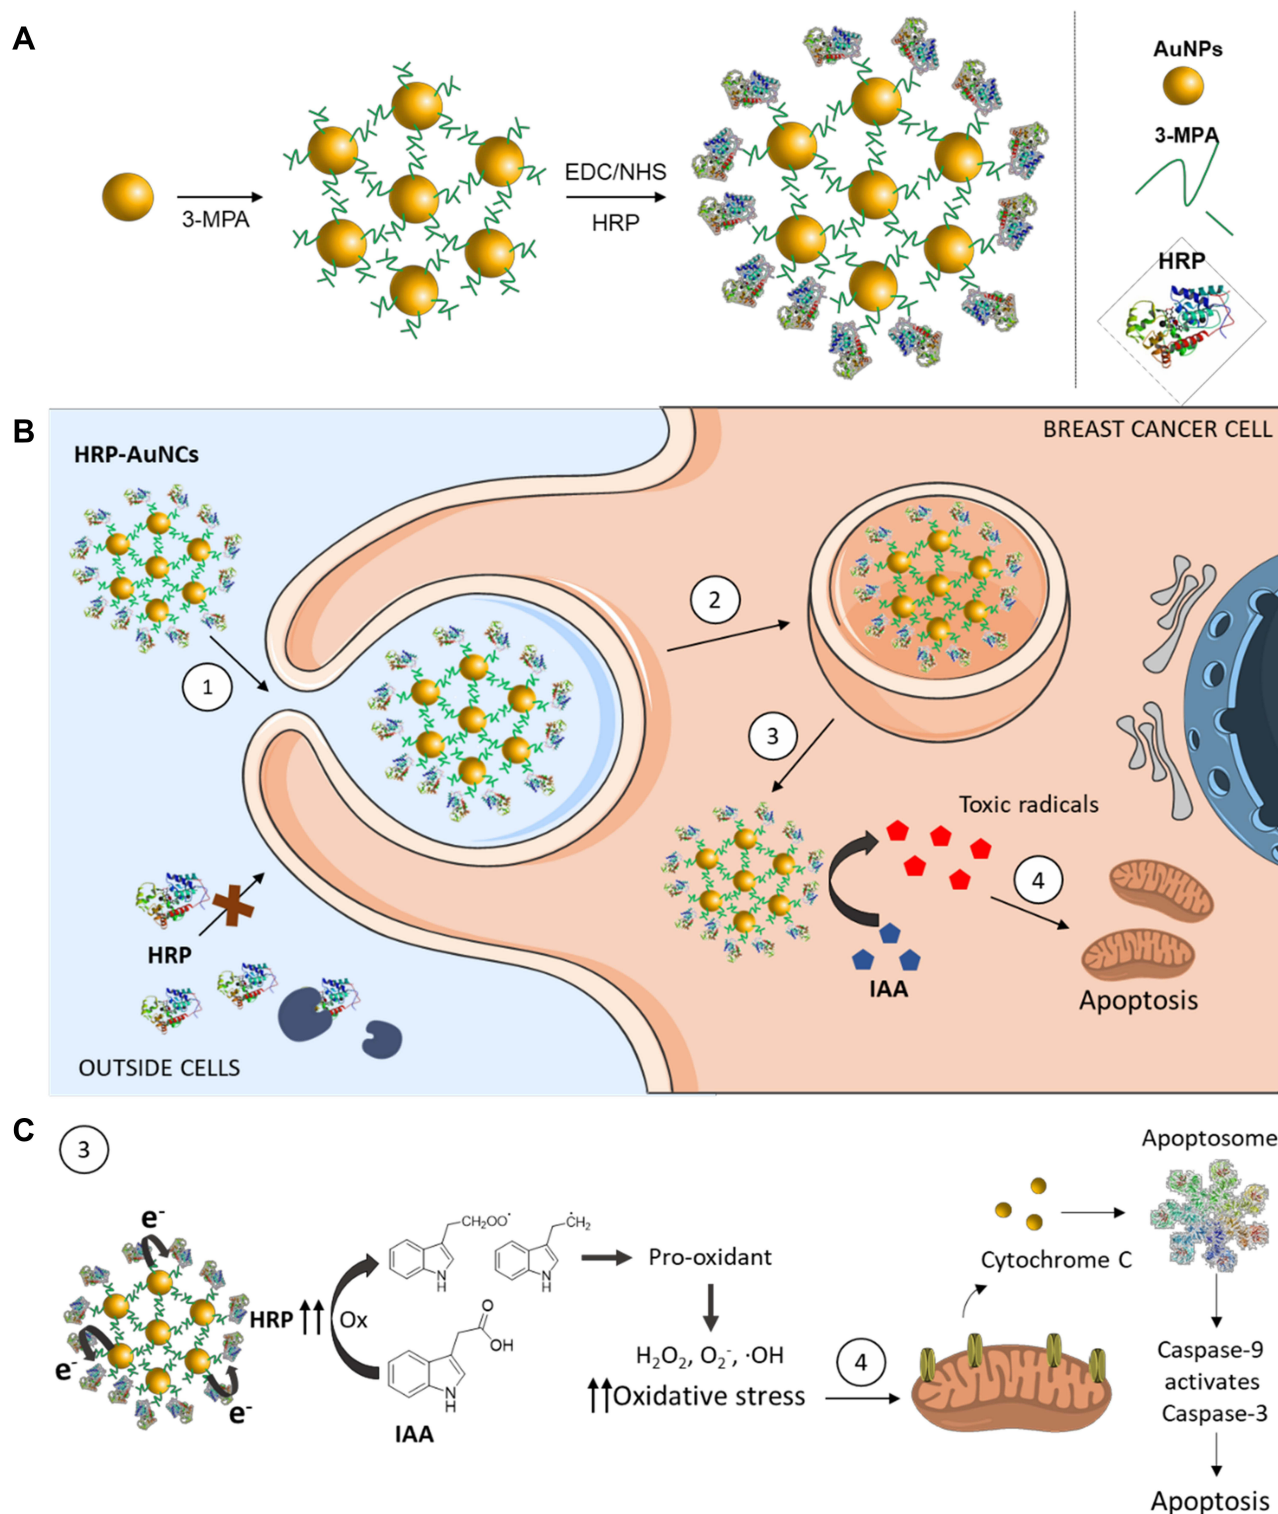 A
3-MPA
EDC/NHS
HRP
AuNPs
3-MPA
HRP
B
BREAST CANCER CELL
HRP-AuNCs
1
2
3
Toxic radicals
4
IAA
Apoptosis
HRP
OUTSIDE CELLS
C
3
e⁻
e⁻
e⁻
HRP
Ox
CH₂OO˙
N
H
ĊH₂
N
H
O
OH
N
H
IAA
Pro-oxidant
H₂O₂, O₂⁻, ·OH
Oxidative stress
4
Cytochrome C
Apoptosome
Caspase-9
activates
Caspase-3
Apoptosis